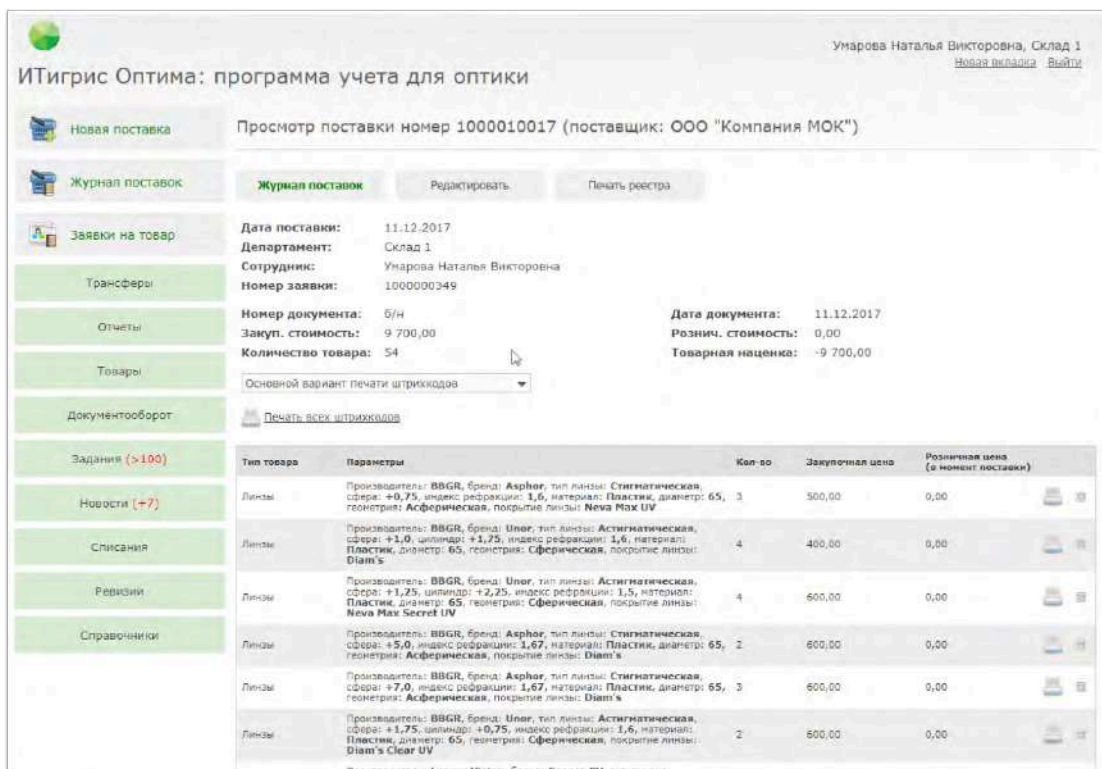 Умарова Наталья Викторовна, Склад 1
Новая вкладка Выйти
ИТигрис Оптима: программа учета для оптики
Новая поставка
Журнал поставок
Заявки на товар
Трансферы
Отчеты
Товары
Документооборот
Задания (>100)
Новости (+7)
Списания
Ревизии
Справочники
Просмотр поставки номер 1000010017 (поставщик: ООО "Компания МОК")
Журнал поставок Редактировать Печать реестра
Дата поставки: 11.12.2017
Департамент: Склад 1
Сотрудник: Умарова Наталья Викторовна
Номер заявки: 1000000349
Номер документа: б/н Дата документа: 11.12.2017
Закуп. стоимость: 9 700,00 Рознич. стоимость: 0,00
Количество товара: 54 Товарная наценка: -9 700,00
Основной вариант печати штрихкодов
Печать всех штрихкодов
Тип товара Параметры Кол-во Закупочная цена Розничная цена
(в момент поставки)
Производитель: BBGR, бренд: Asphor, тип линзы: Стигматическая,
Линзы сфера: +0,75, индекс рефракции: 1,6, материал: Пластик, диаметр: 65, 3 500,00 0,00
геометрия: Асферическая, покрытие линзы: Neva Max UV
Производитель: BBGR, бренд: Unor, тип линзы: Астигматическая,
Линзы сфера: +1,0, цилиндр: +1,75, индекс рефракции: 1,6, материал: 4 400,00 0,00
Пластик, диаметр: 65, геометрия: Сферическая, покрытие линзы:
Diam's
Производитель: BBGR, бренд: Unor, тип линзы: Астигматическая,
Линзы сфера: +1,25, цилиндр: +2,25, индекс рефракции: 1,5, материал: 4 600,00 0,00
Пластик, диаметр: 65, геометрия: Сферическая, покрытие линзы:
Neva Max Secret UV
Производитель: BBGR, бренд: Asphor, тип линзы: Стигматическая,
Линзы сфера: +5,0, индекс рефракции: 1,67, материал: Пластик, диаметр: 65, 2 600,00 0,00
геометрия: Асферическая, покрытие линзы: Diam's
Производитель: BBGR, бренд: Asphor, тип линзы: Стигматическая,
Линзы сфера: +7,0, индекс рефракции: 1,67, материал: Пластик, диаметр: 65, 3 600,00 0,00
геометрия: Асферическая, покрытие линзы: Diam's
Производитель: BBGR, бренд: Unor, тип линзы: Астигматическая,
Линзы сфера: +1,75, цилиндр: +0,75, индекс рефракции: 1,6, материал: 2 600,00 0,00
Пластик, диаметр: 65, геометрия: Сферическая, покрытие линзы:
Diam's Clear UV